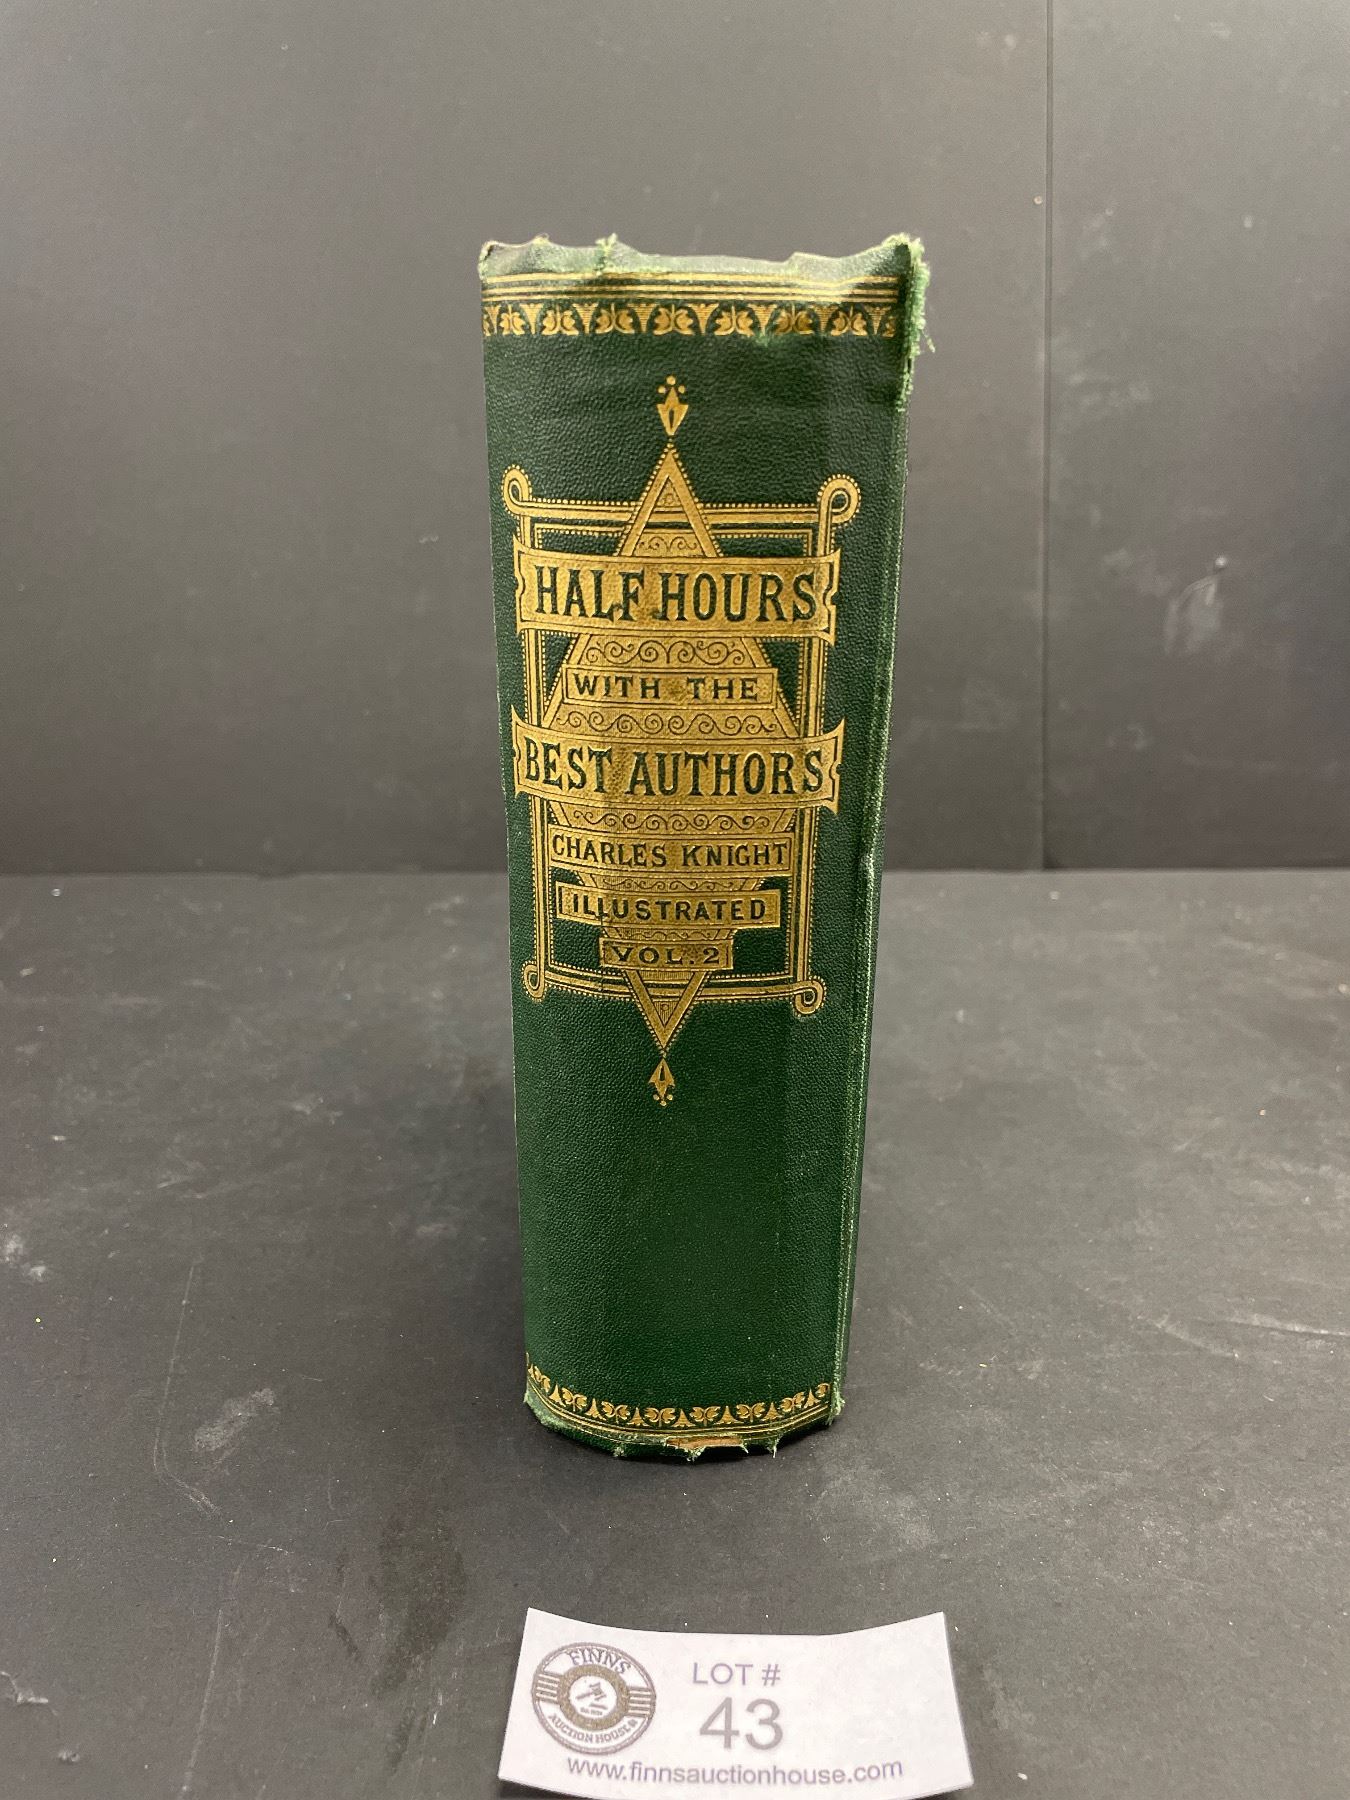 HALF HOURS
WITH THE
BEST AUTHORS
CHARLES KNIGHT
ILLUSTRATED
VOL. 2
FINNS
AUCTION HOUSE
LOT #
43
www.finnsauctionhouse.com